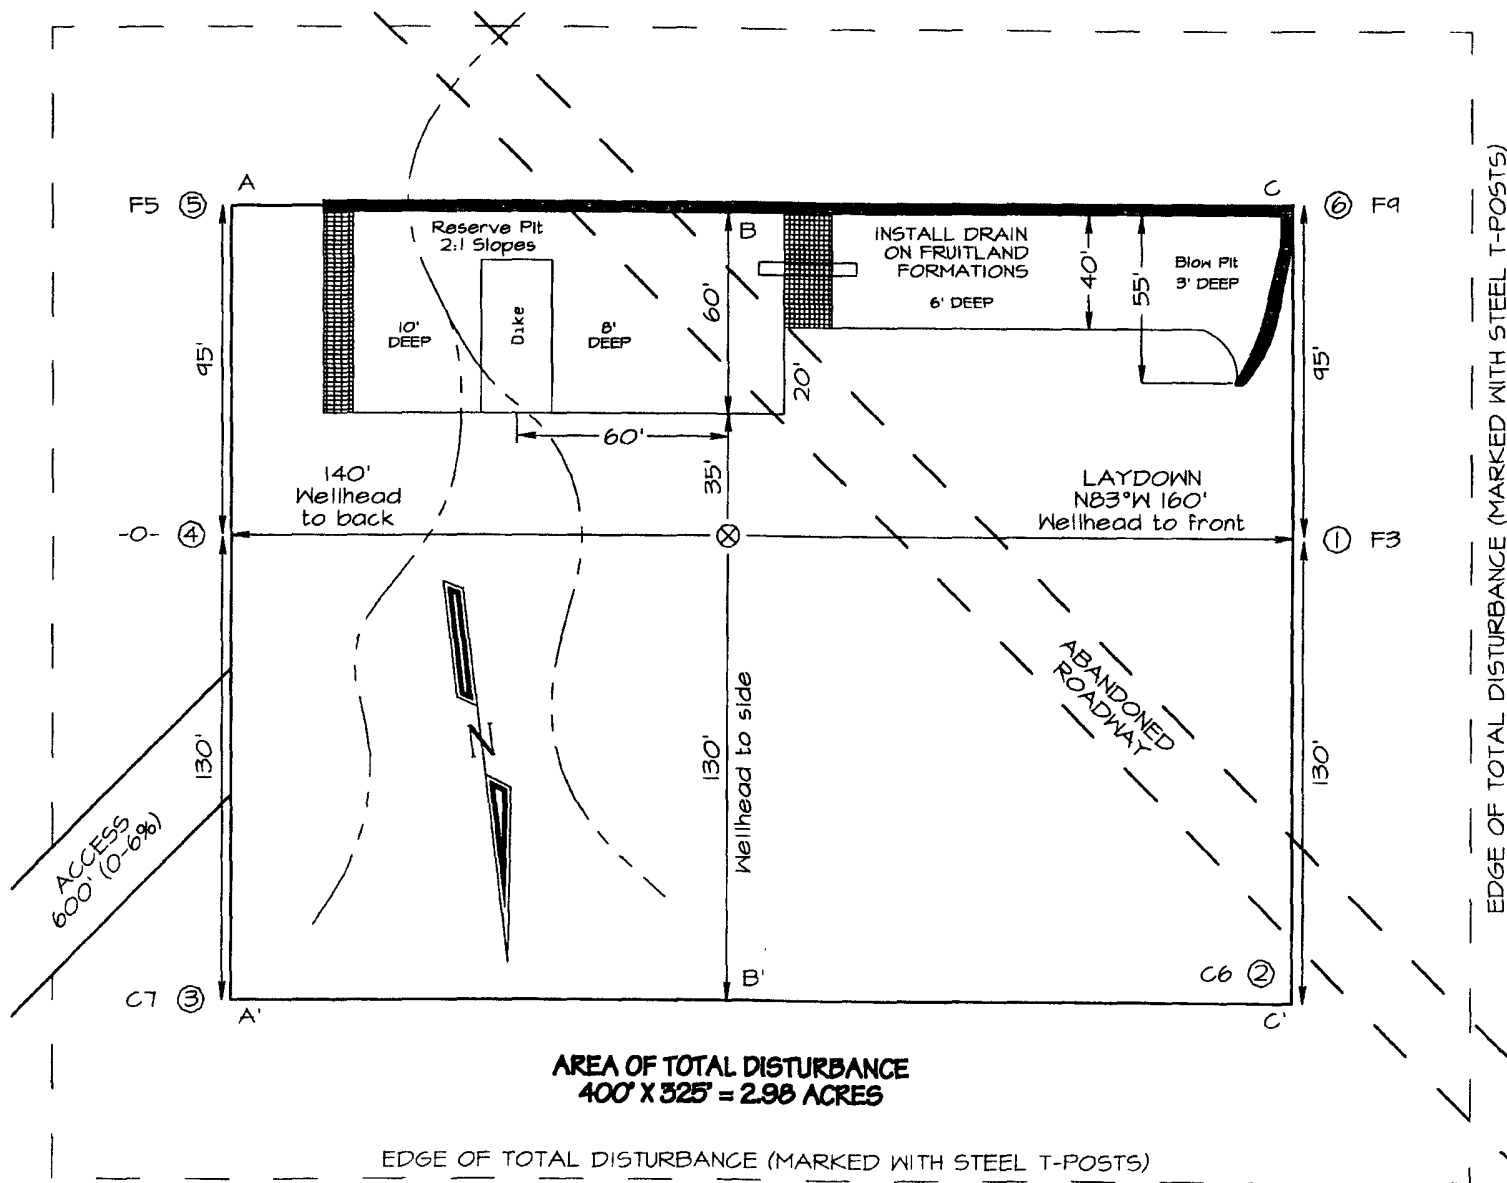 A
C
F5 ⑤
⑥ F9
Reserve Pit
2:1 Slopes
B
INSTALL DRAIN
ON FRUITLAND
FORMATIONS
6' DEEP
40'
55'
Blow Pit
3' DEEP
95'
10'
DEEP
Dike
8'
DEEP
60'
20'
95'
60'
35'
140'
Wellhead
to back
LAYDOWN
N83°W 160'
Wellhead to front
-0- ④
① F3
N
ABANDONED
ROADWAY
130'
130'
Wellhead to side
130'
ACCESS
600' (0-6%)
C7 ③
A'
B'
C6 ②
C'
AREA OF TOTAL DISTURBANCE
400' X 325' = 2.98 ACRES
EDGE OF TOTAL DISTURBANCE (MARKED WITH STEEL T-POSTS)
EDGE OF TOTAL DISTURBANCE (MARKED WITH STEEL T-POSTS)